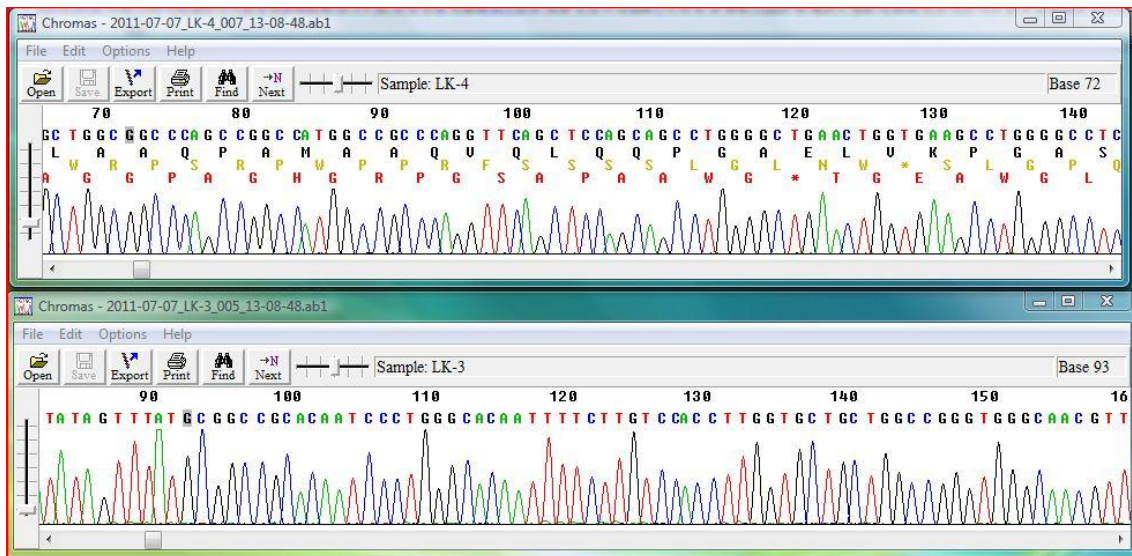 Chromas - 2011-07-07_LK-4_007_13-08-48.ab1
File Edit Options Help
Open Save Export Print Find →N Next Sample: LK-4 Base 72
70 80 90 100 110 120 130 140
GCTGGCGGCCCAGCCGGCCATGGCCGCCCAGGTTCAGCTCCAGCAGCCTGGGGCTGAACTGGTGAAGCCTGGGGCCTC
L A A Q P A M A A Q V Q L Q Q P G A E L V K P G A S
W R P S R P W P P R F S S S S L G L N W * S L G P Q
A G G P A G H G R P G S A P A A W G * T G E A W G L
Chromas - 2011-07-07_LK-3_005_13-08-48.ab1
File Edit Options Help
Open Save Export Print Find →N Next Sample: LK-3 Base 93
90 100 110 120 130 140 150 16
TATAGTTTATGCGGCCGCACAATCCCTGGGCACAATTTTCTTGTCCACCTTGGTGCTGCTGGCCGGGTGGGCAACGTT